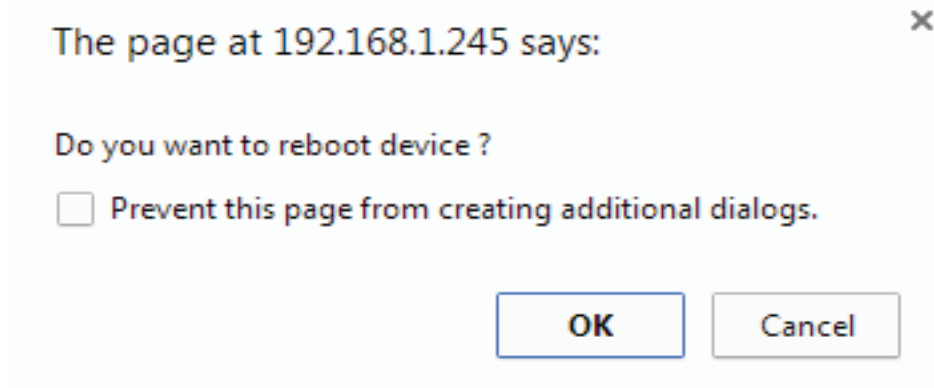 The page at 192.168.1.245 says:
Do you want to reboot device ?
Prevent this page from creating additional dialogs.
OK Cancel